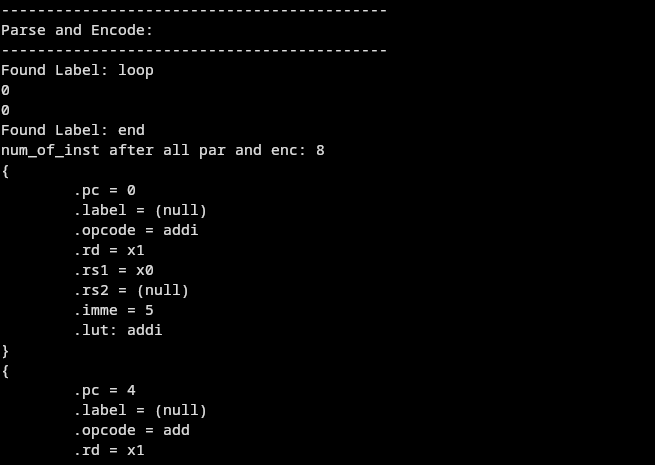 -------------------------------------------
Parse and Encode:
-------------------------------------------
Found Label: loop
0
0
Found Label: end
num_of_inst after all par and enc: 8
{
        .pc = 0
        .label = (null)
        .opcode = addi
        .rd = x1
        .rs1 = x0
        .rs2 = (null)
        .imme = 5
        .lut: addi
}
{
        .pc = 4
        .label = (null)
        .opcode = add
        .rd = x1